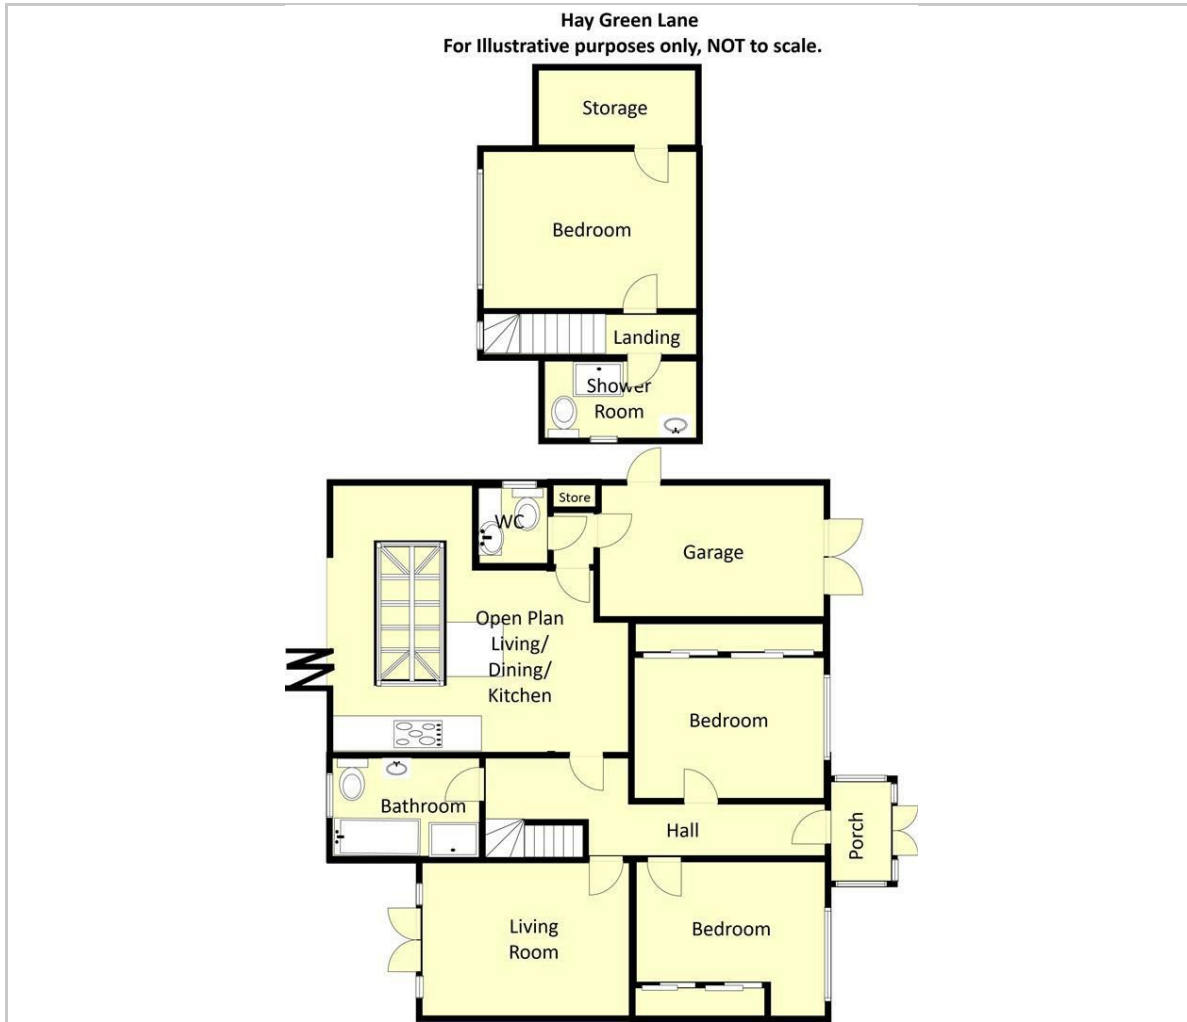 Hay Green Lane
For Illustrative purposes only, NOT to scale.
Storage
Bedroom
Landing
Shower
Room
Store
WC
Garage
Open Plan
Living/
Dining/
Kitchen
Bedroom
Bathroom
Hall
Porch
Living
Room
Bedroom